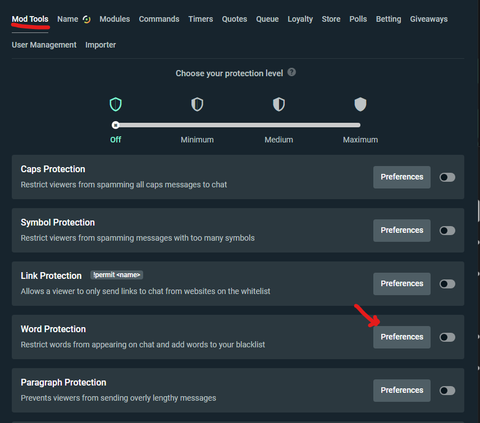 Mod Tools Name Modules Commands Timers Quotes Queue Loyalty Store Polls Betting Giveaways
User Management Importer
Choose your protection level ?
Off Minimum Medium Maximum
Caps Protection
Restrict viewers from spamming all caps messages to chat
Preferences
Symbol Protection
Restrict viewers from spamming messages with too many symbols
Preferences
Link Protection !permit <name>
Allows a viewer to only send links to chat from websites on the whitelist
Preferences
Word Protection
Restrict words from appearing on chat and add words to your blacklist
Preferences
Paragraph Protection
Prevents viewers from sending overly lengthy messages
Preferences